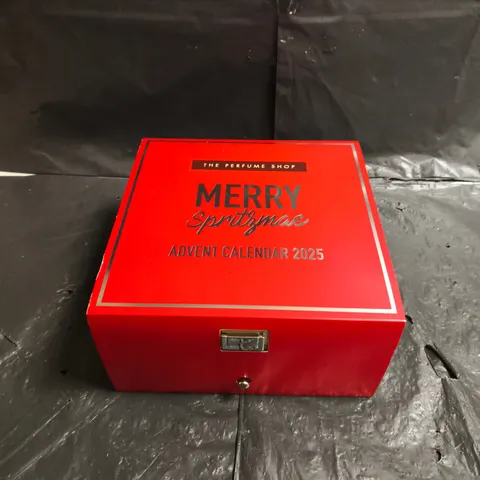 THE PERFUME SHOP
MERRY
Spritzmas
ADVENT CALENDAR 2025